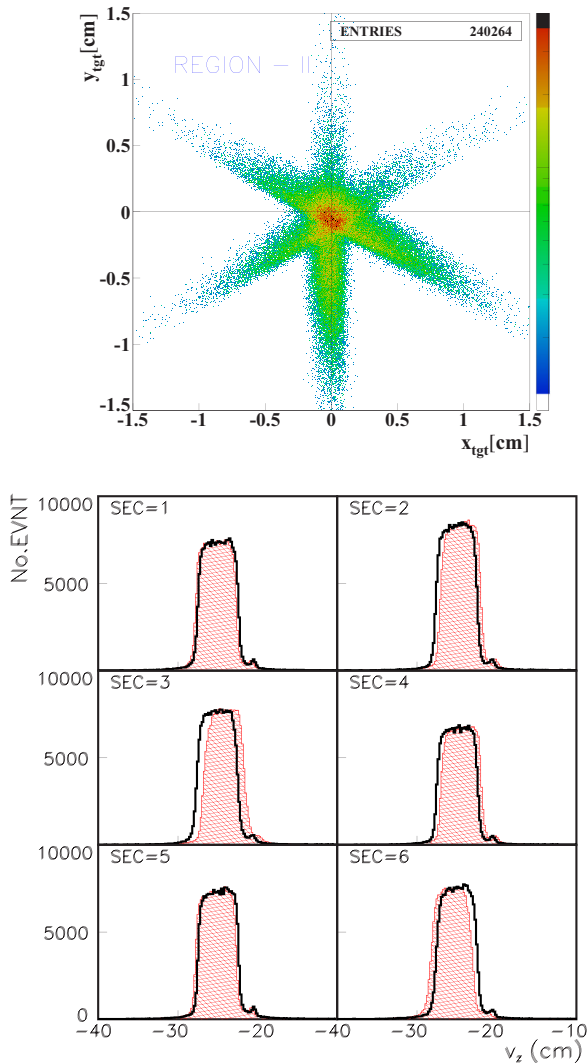 y_tgt[cm]
1.5
ENTRIES 240264
REGION – II
1
0.5
0
-0.5
-1
-1.5
-1.5 -1 -0.5 0 0.5 1 1.5
x_tgt[cm]
No.EVNT
10000
SEC=1 SEC=2
5000
10000
SEC=3 SEC=4
5000
10000
SEC=5 SEC=6
5000
0
−40 −30 −20 −40 −30 −20 −10
v_z (cm)